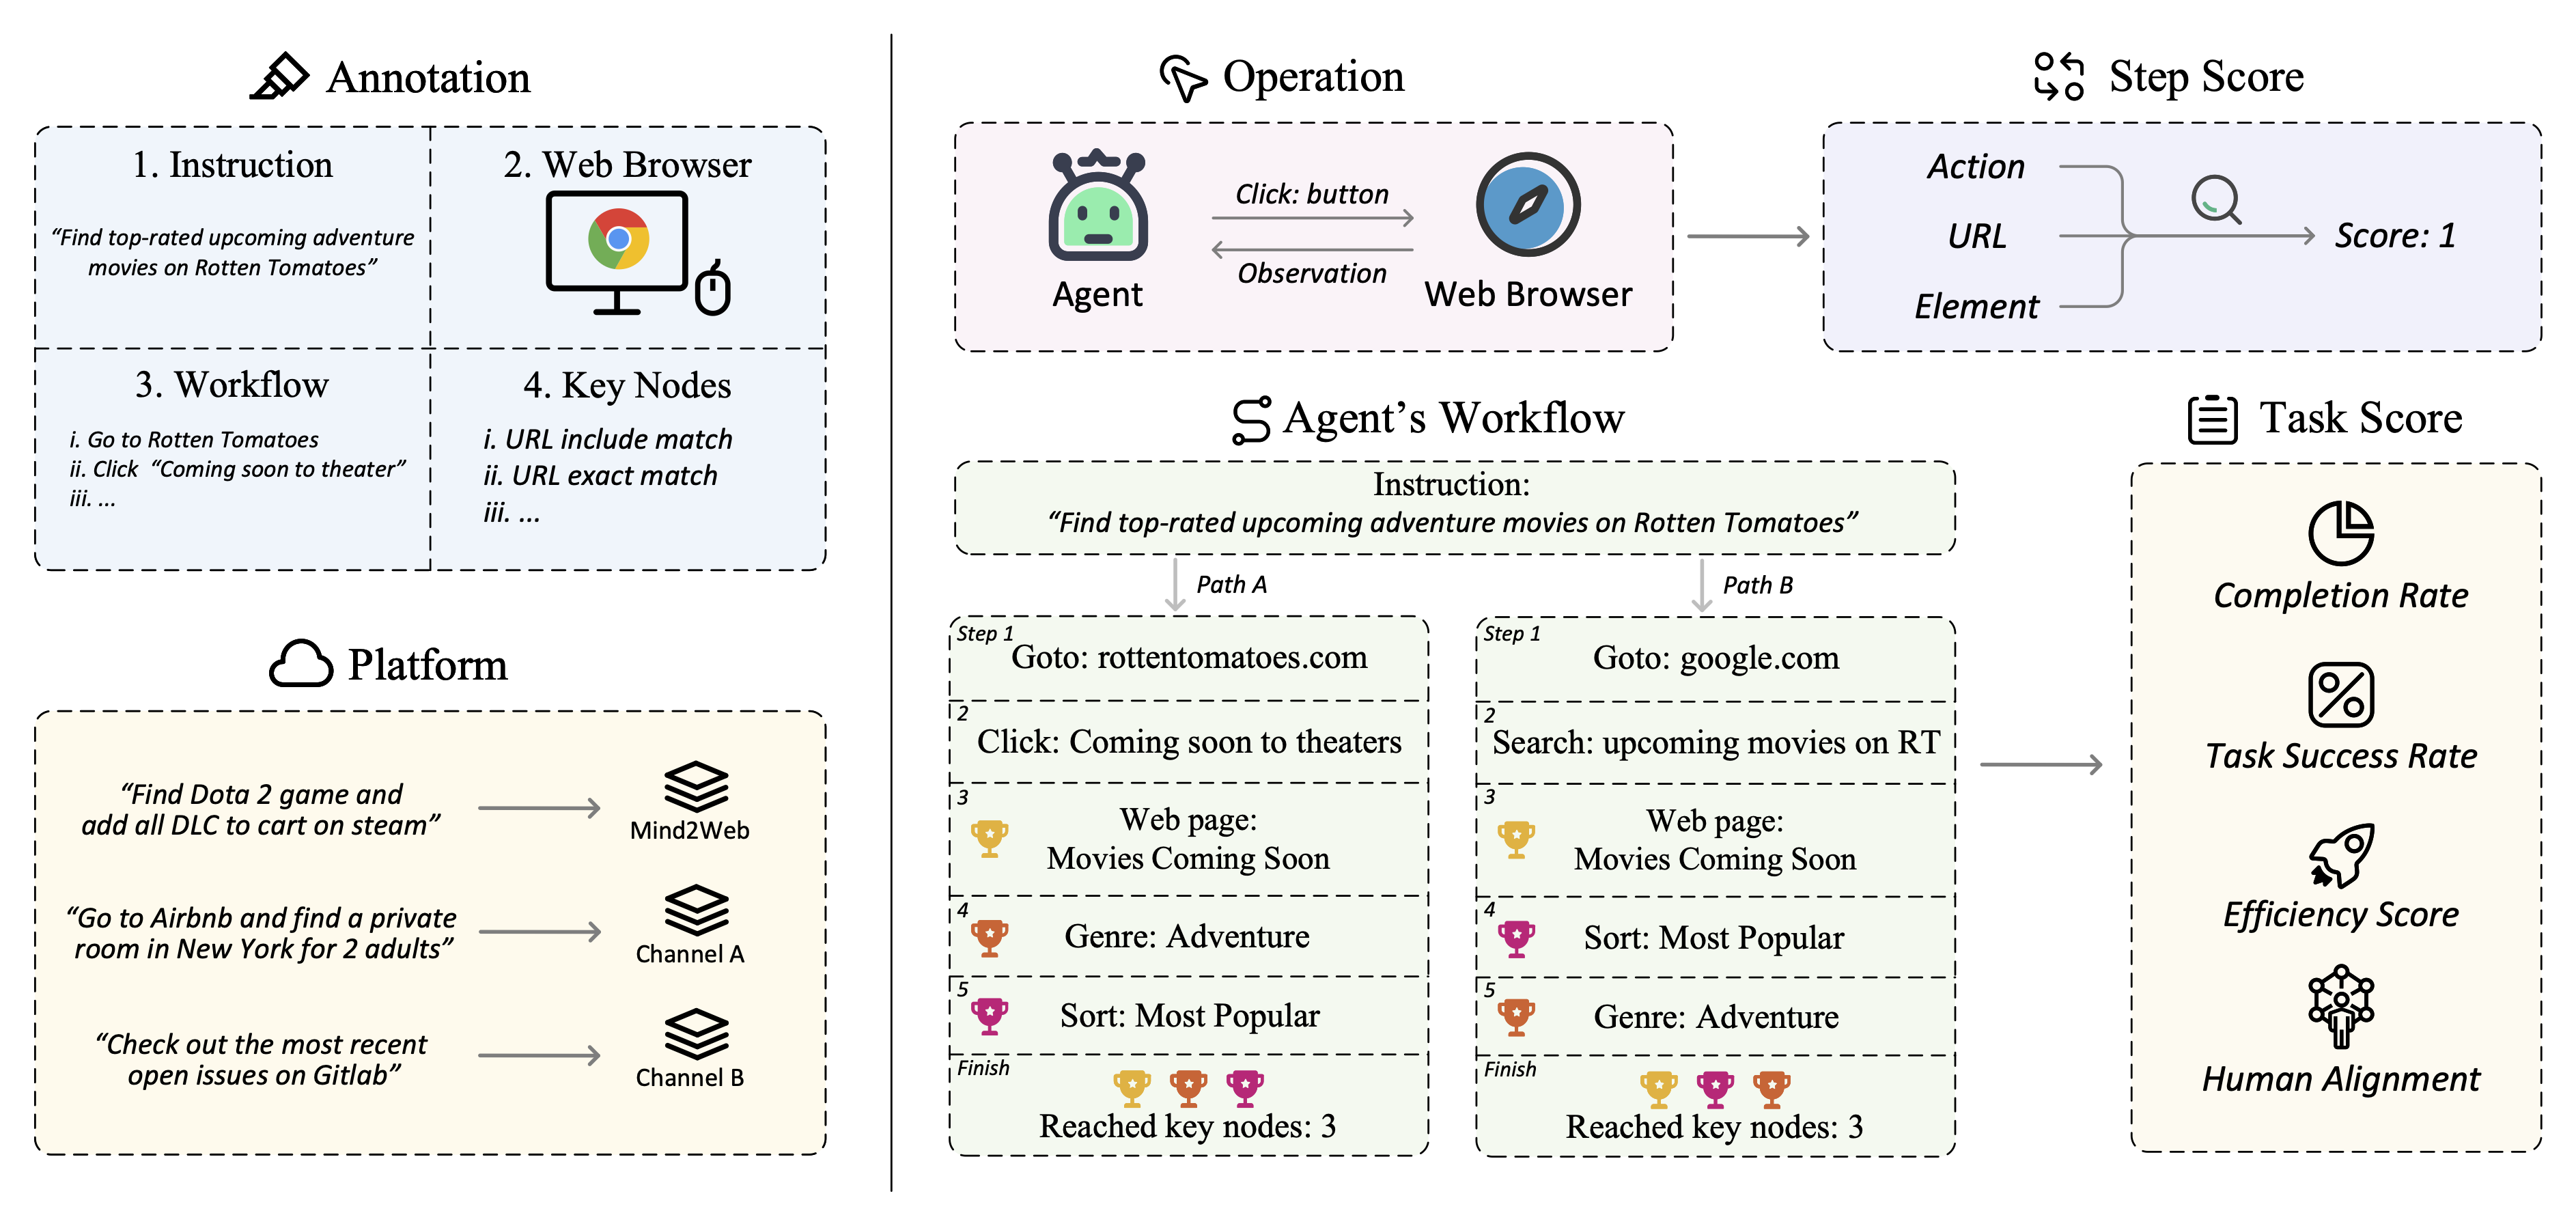 Annotation
1. Instruction
“Find top-rated upcoming adventure
movies on Rotten Tomatoes”
2. Web Browser
3. Workflow
i. Go to Rotten Tomatoes
ii. Click “Coming soon to theater”
iii. ...
4. Key Nodes
i. URL include match
ii. URL exact match
iii. ...
Platform
“Find Dota 2 game and
add all DLC to cart on steam”
Mind2Web
“Go to Airbnb and find a private
room in New York for 2 adults”
Channel A
“Check out the most recent
open issues on Gitlab”
Channel B
Operation
Agent
Click: button
Observation
Web Browser
Step Score
Action
URL
Element
Score: 1
Agent’s Workflow
Instruction:
“Find top-rated upcoming adventure movies on Rotten Tomatoes”
Path A
Step 1
Goto: rottentomatoes.com
2
Click: Coming soon to theaters
3
Web page:
Movies Coming Soon
4
Genre: Adventure
5
Sort: Most Popular
Finish
Reached key nodes: 3
Path B
Step 1
Goto: google.com
2
Search: upcoming movies on RT
3
Web page:
Movies Coming Soon
4
Sort: Most Popular
5
Genre: Adventure
Finish
Reached key nodes: 3
Task Score
Completion Rate
Task Success Rate
Efficiency Score
Human Alignment